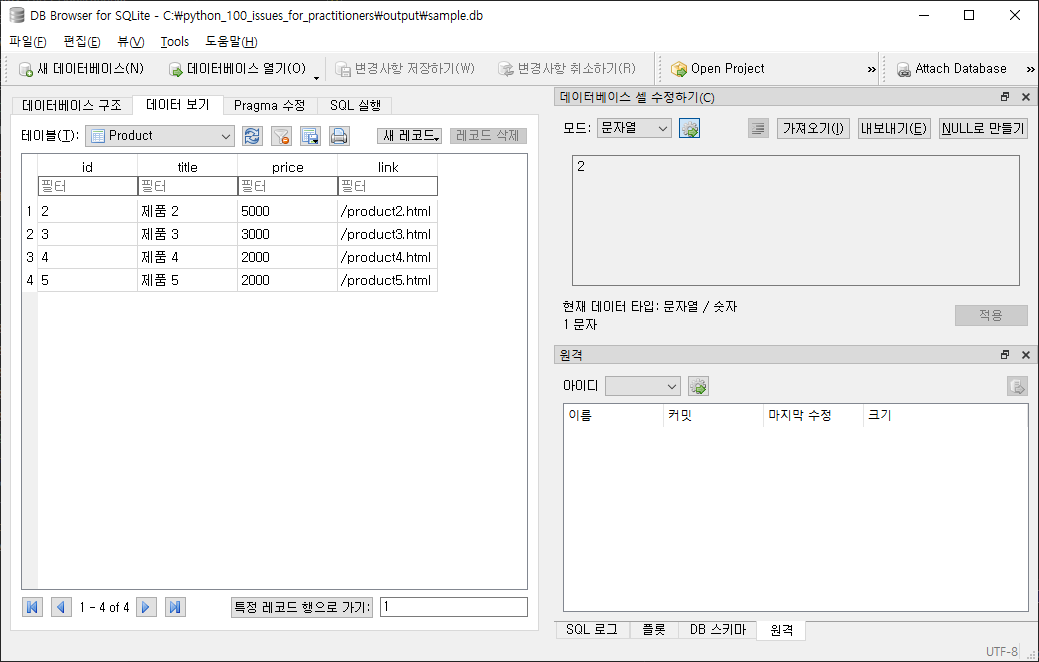 DB Browser for SQLite - C:₩python_100_issues_for_practitioners₩output₩sample.db
파일(F) 편집(E) 뷰(V) Tools 도움말(H)
새 데이터베이스(N) 데이터베이스 열기(O) 변경사항 저장하기(W) 변경사항 취소하기(R) Open Project » Attach Database »
데이터베이스 구조 데이터 보기 Pragma 수정 SQL 실행
테이블(T): Product 새 레코드 레코드 삭제
id title price link
필터 필터 필터 필터
1 2 제품 2 5000 /product2.html
2 3 제품 3 3000 /product3.html
3 4 제품 4 2000 /product4.html
4 5 제품 5 2000 /product5.html
1 - 4 of 4 특정 레코드 행으로 가기: 1
데이터베이스 셀 수정하기(C)
모드: 문자열 가져오기(I) 내보내기(E) NULL로 만들기
2
현재 데이터 타입: 문자열 / 숫자
1 문자
적용
원격
아이디
이름 커밋 마지막 수정 크기
SQL 로그 플롯 DB 스키마 원격
UTF-8